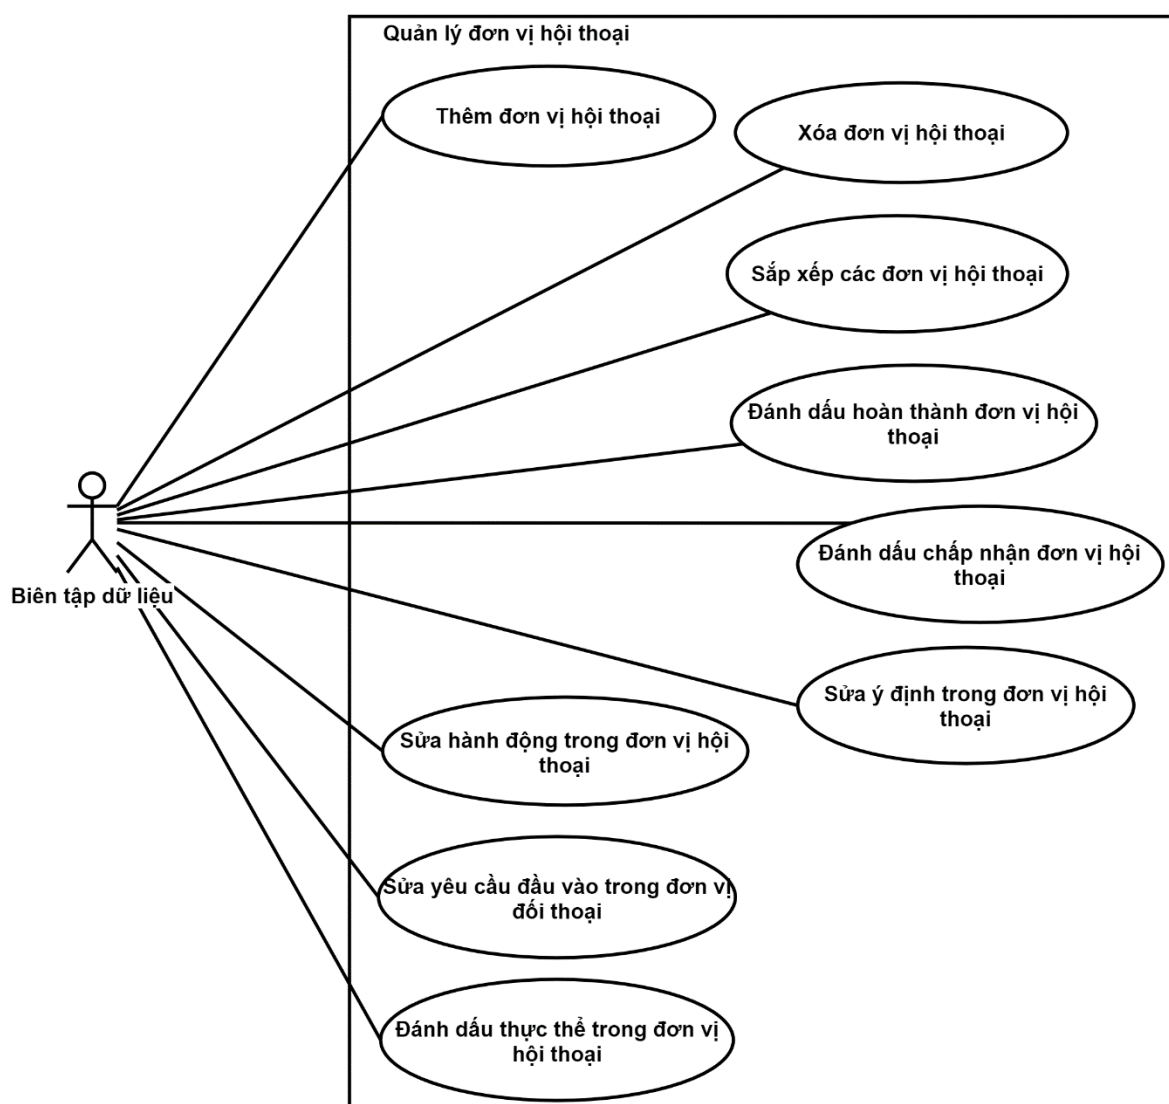 Quản lý đơn vị hội thoại
Thêm đơn vị hội thoại
Xóa đơn vị hội thoại
Sắp xếp các đơn vị hội thoại
Đánh dấu hoàn thành đơn vị hội
thoại
Đánh dấu chấp nhận đơn vị hội
thoại
Biên tập dữ liệu
Sửa ý định trong đơn vị hội
thoại
Sửa hành động trong đơn vị hội
thoại
Sửa yêu cầu đầu vào trong đơn vị
đối thoại
Đánh dấu thực thể trong đơn vị
hội thoại